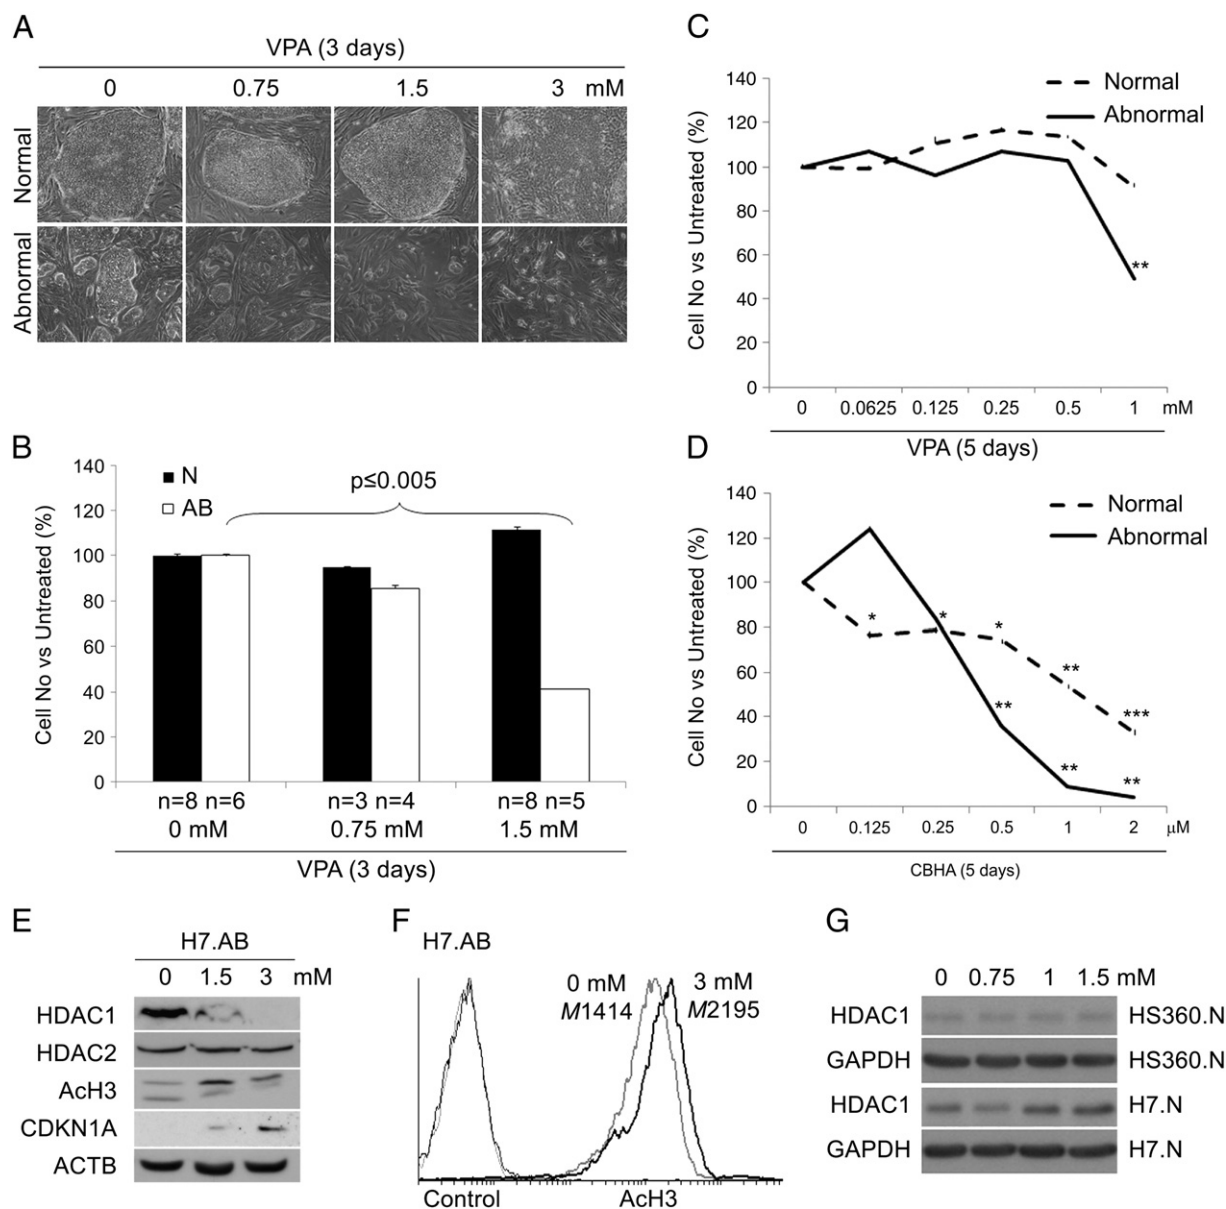 A
VPA (3 days)
0 0.75 1.5 3 mM
Normal
Abnormal
B
140
120
100
80
60
40
20
0
Cell No vs Untreated (%)
N
AB
p≤0.005
n=8 n=6 n=3 n=4 n=8 n=5
0 mM 0.75 mM 1.5 mM
VPA (3 days)
C
140
120
100
80
60
40
20
0
Cell No vs Untreated (%)
Normal
Abnormal
**
0 0.0625 0.125 0.25 0.5 1 mM
VPA (5 days)
D
140
120
100
80
60
40
20
0
Cell No vs Untreated (%)
Normal
Abnormal
* * * ** ***
** ** **
0 0.125 0.25 0.5 1 2 µM
CBHA (5 days)
E
H7.AB
0 1.5 3 mM
HDAC1
HDAC2
AcH3
CDKN1A
ACTB
F
H7.AB
0 mM 3 mM
M1414 M2195
Control AcH3
G
0 0.75 1 1.5 mM
HDAC1 HS360.N
GAPDH HS360.N
HDAC1 H7.N
GAPDH H7.N